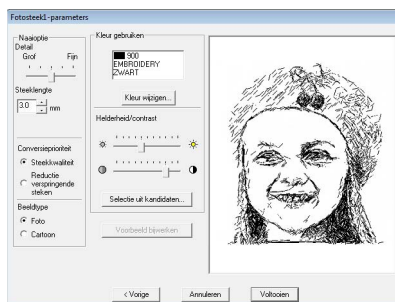 Fotosteek1-parameters
Naaioptie
Detail
Grof Fijn
Steeklengte
3.0 mm
Conversieprioriteit
Steekkwaliteit
Reductie
verspringende
steken
Beeldtype
Foto
Cartoon
Kleur gebruiken
900
EMBROIDERY
ZWART
Kleur wijzigen...
Helderheid/contrast
Selectie uit kandidaten...
Voorbeeld bijwerken
< Vorige
Annuleren
Voltooien